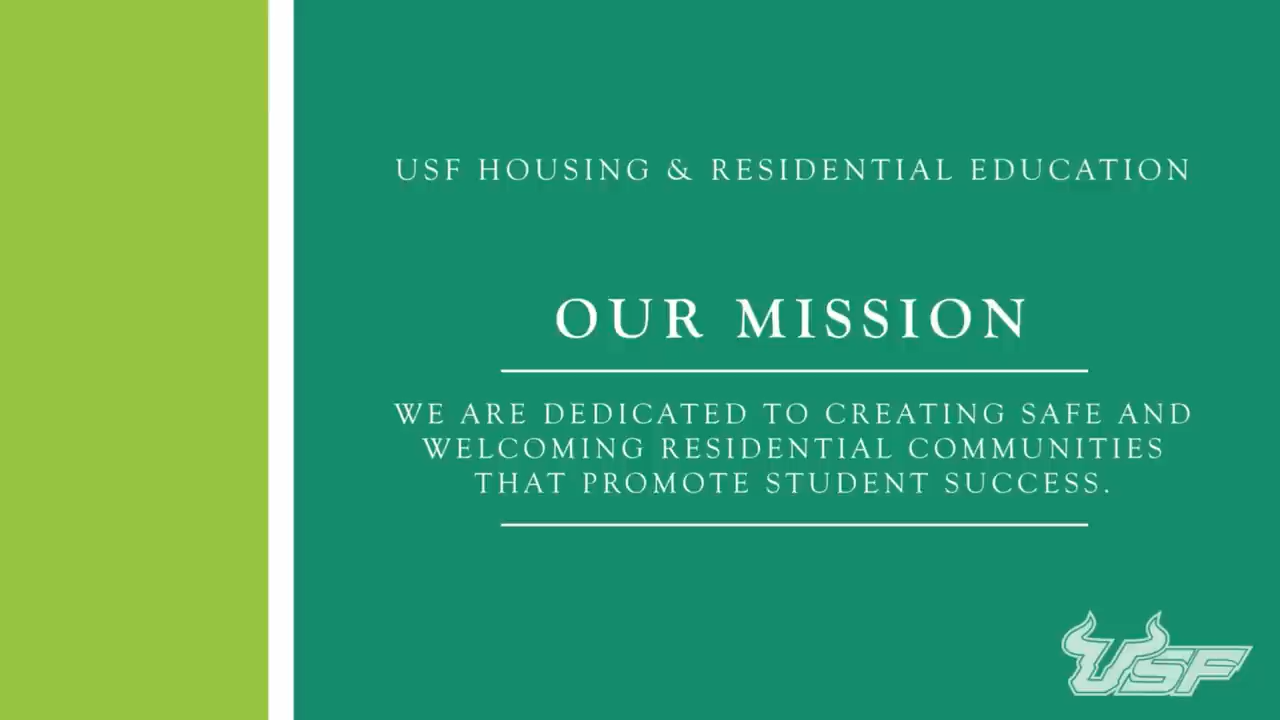 USF HOUSING & RESIDENTIAL EDUCATION
OUR MISSION
WE ARE DEDICATED TO CREATING SAFE AND
WELCOMING RESIDENTIAL COMMUNITIES
THAT PROMOTE STUDENT SUCCESS.
USF